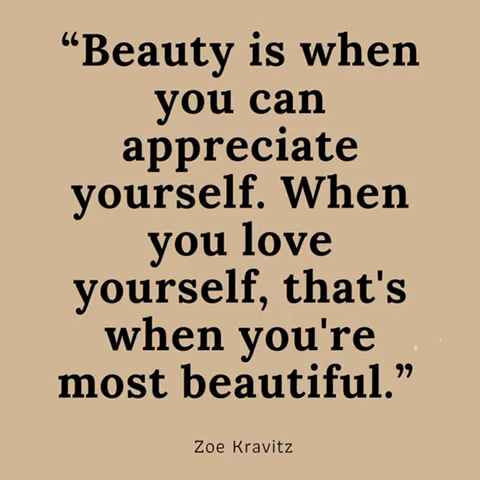 “Beauty is when
you can
appreciate
yourself. When
you love
yourself, that's
when you're
most beautiful.”
Zoe Kravitz